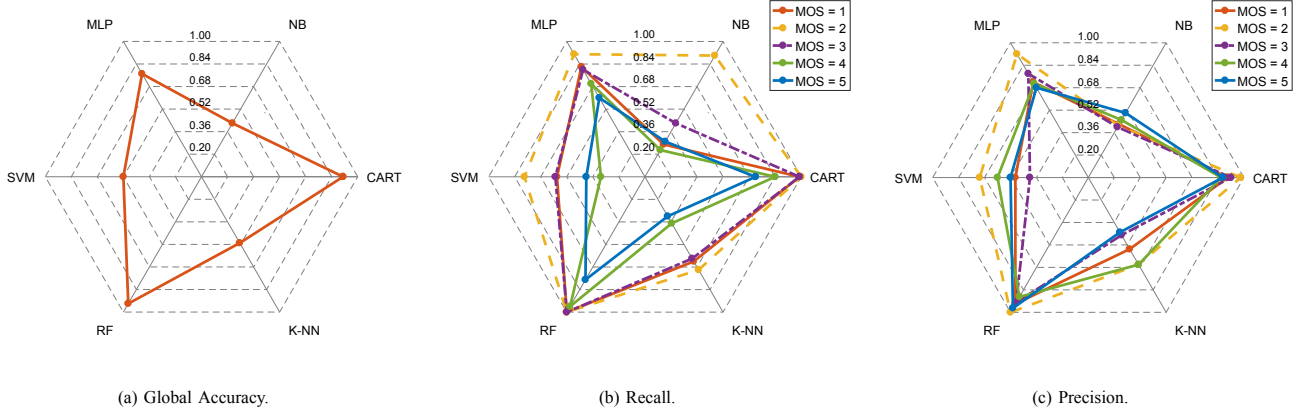 MLP
NB
1.00
0.84
0.68
0.52
0.36
0.20
SVM
CART
RF
K-NN
(a) Global Accuracy.
MOS = 1
MOS = 2
MOS = 3
MOS = 4
MOS = 5
MLP
NB
1.00
0.84
0.68
0.52
0.36
0.20
SVM
CART
RF
K-NN
(b) Recall.
MOS = 1
MOS = 2
MOS = 3
MOS = 4
MOS = 5
MLP
NB
1.00
0.84
0.68
0.52
0.36
0.20
SVM
CART
RF
K-NN
(c) Precision.